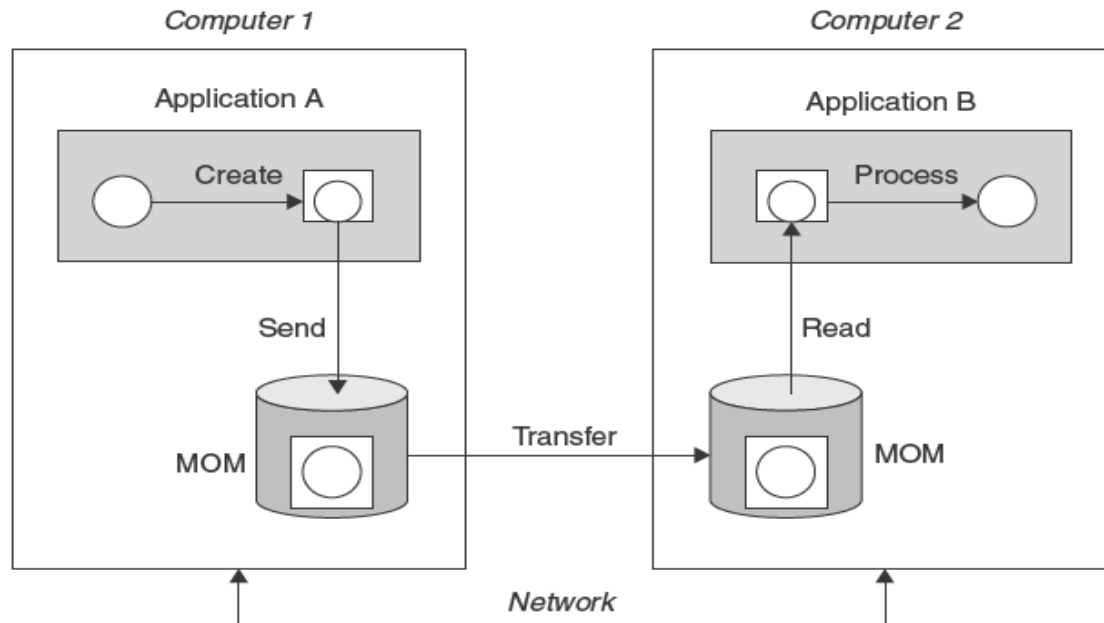 Computer 1
Computer 2
Application A
Application B
Create
Process
Send
Read
MOM
Transfer
MOM
Network